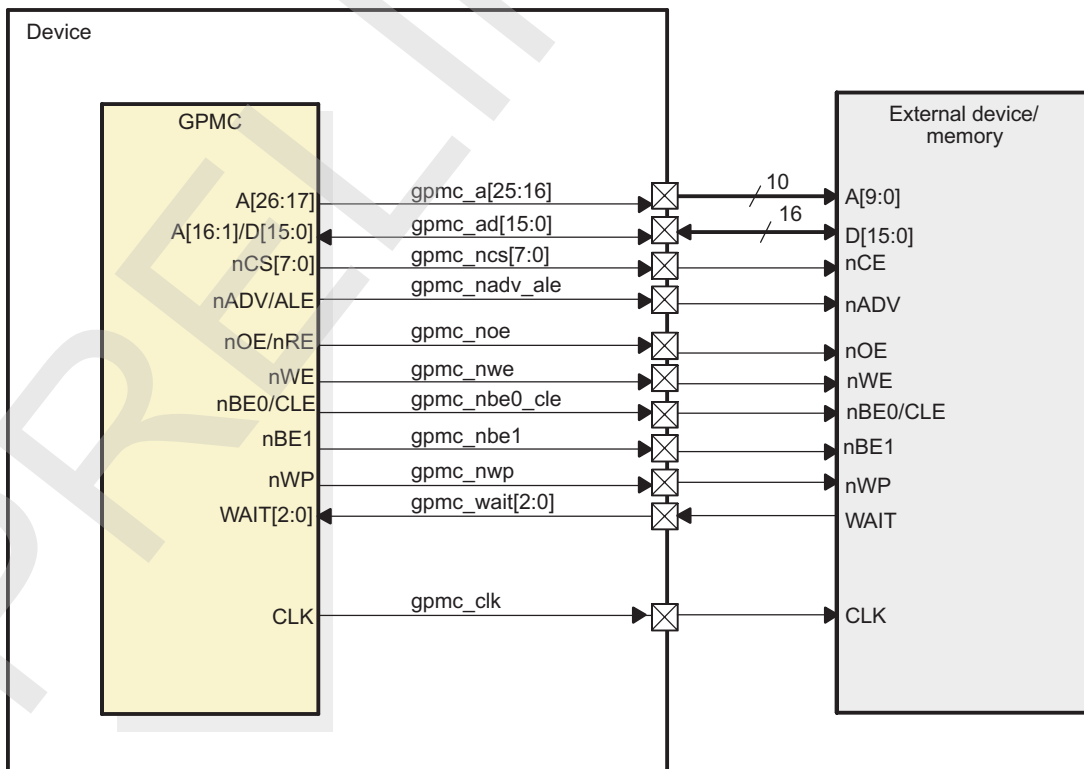 Device
GPMC
External device/
memory
A[26:17]
gpmc_a[25:16]
10
A[9:0]
A[16:1]/D[15:0]
gpmc_ad[15:0]
16
D[15:0]
nCS[7:0]
gpmc_ncs[7:0]
nCE
nADV/ALE
gpmc_nadv_ale
nADV
nOE/nRE
gpmc_noe
nOE
nWE
gpmc_nwe
nWE
nBE0/CLE
gpmc_nbe0_cle
nBE0/CLE
nBE1
gpmc_nbe1
nBE1
nWP
gpmc_nwp
nWP
WAIT[2:0]
gpmc_wait[2:0]
WAIT
CLK
gpmc_clk
CLK
PRELI